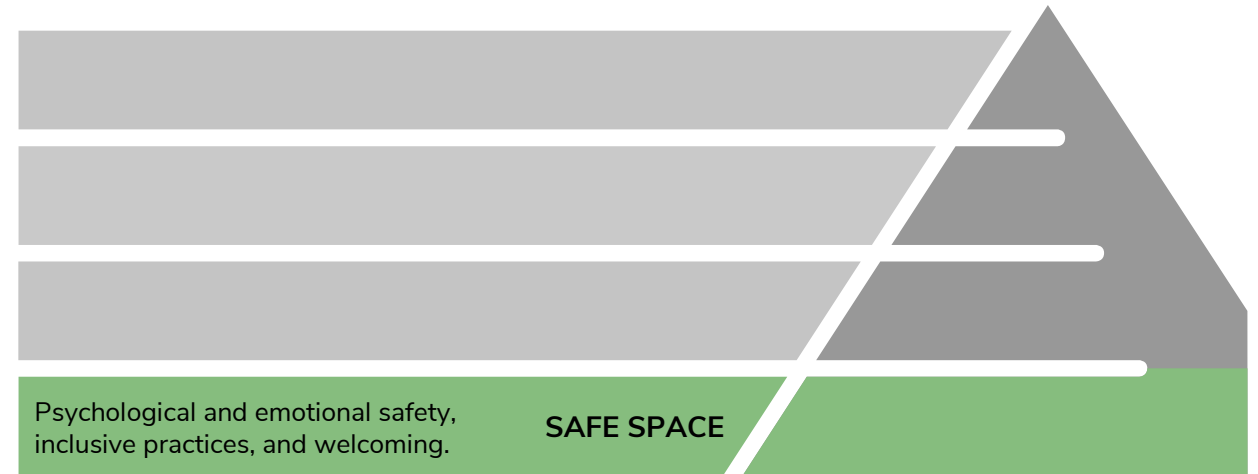 Psychological and emotional safety,
inclusive practices, and welcoming.
SAFE SPACE